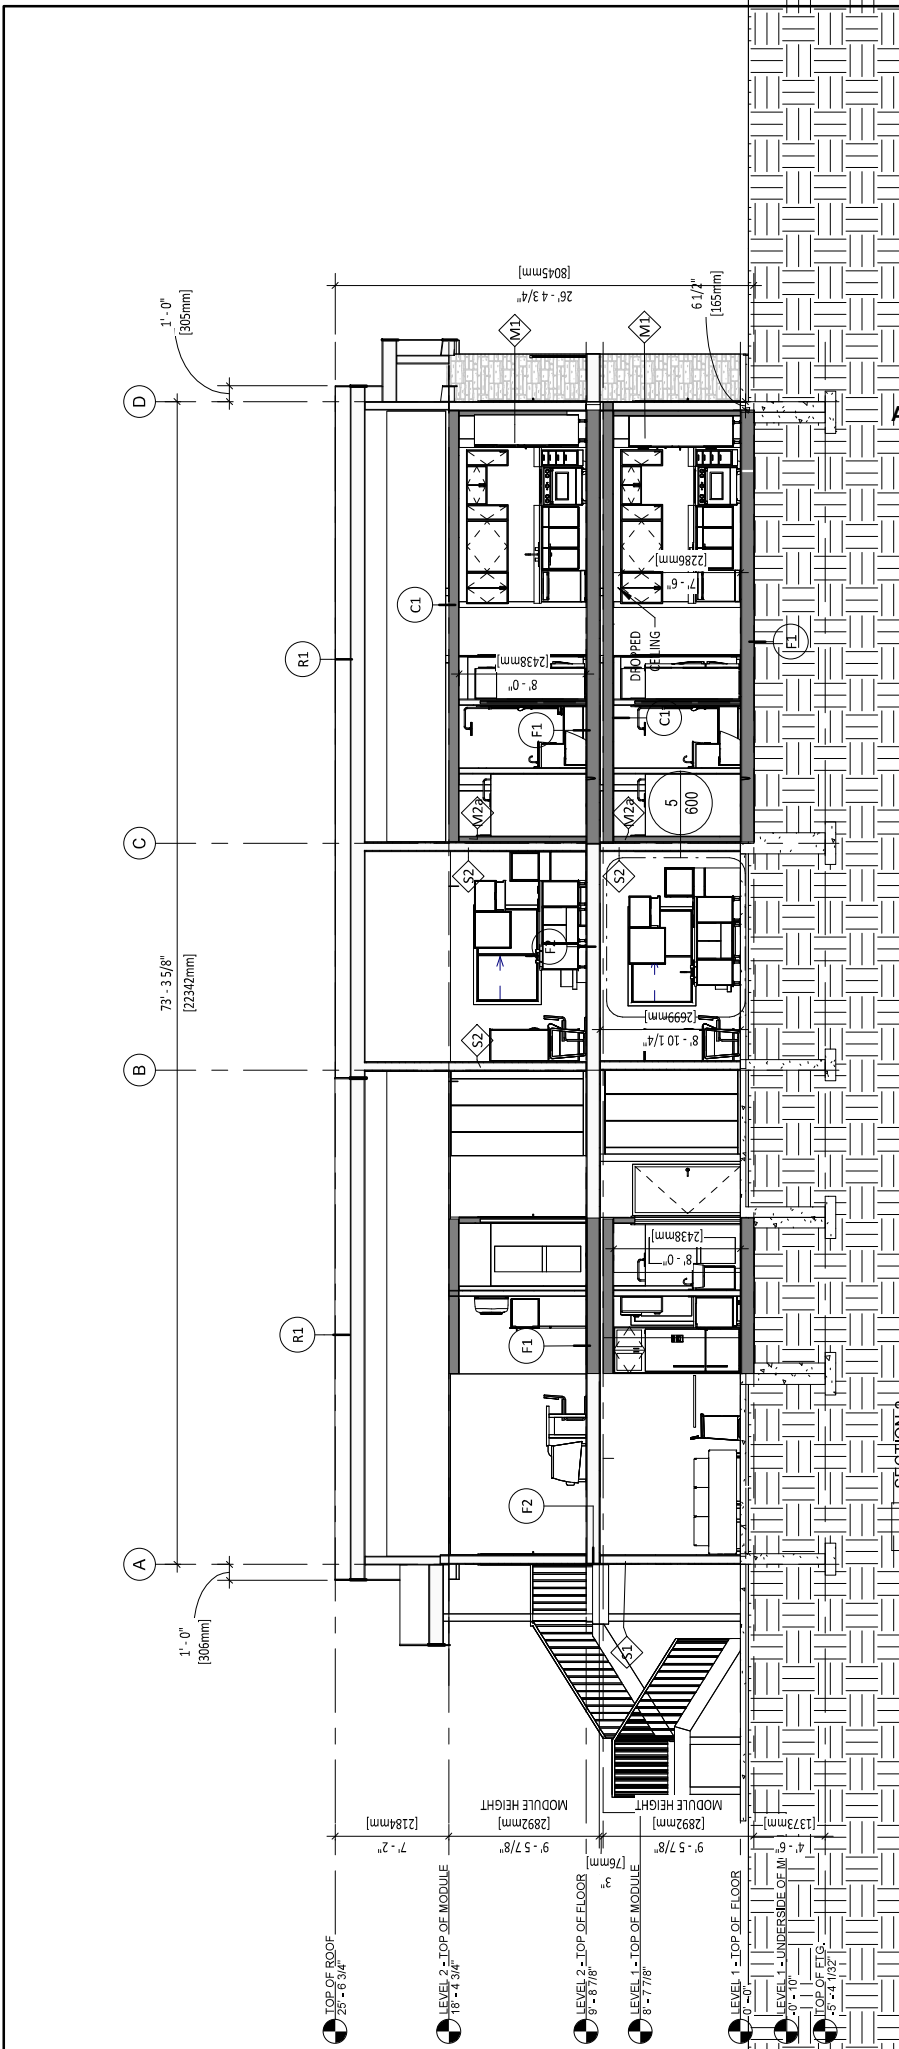 D
C
B
A
1' - 0"
[305mm]
73' - 3 5/8"
[22342mm]
1' - 0"
[306mm]
26' - 4 3/4"
[8045mm]
6 1/2"
[165mm]
R1
R1
C1
C1
M1
M1
F1
F1
F1
F2
F2
M2a
M2a
S2
S2
S2
S1
5
600
DROPPED
CEILING
7' - 6"
[2286mm]
8' - 0"
[2438mm]
8' - 10 1/4"
[2699mm]
8' - 0"
[2438mm]
7' - 2"
[2184mm]
9' - 5 7/8"
[2892mm]
MODULE HEIGHT
3"
[76mm]
9' - 5 7/8"
[2892mm]
MODULE HEIGHT
4' - 6"
[1373mm]
TOP OF ROOF
25' - 6 3/4"
LEVEL 2 - TOP OF MODULE
18' - 4 3/4"
LEVEL 2 - TOP OF FLOOR
9' - 8 7/8"
LEVEL 1 - TOP OF MODULE
8' - 7 7/8"
LEVEL 1 - TOP OF FLOOR
0' - 0"
LEVEL 1 - UNDERSIDE OF M
-0' - 10"
TOP OF FTG.
-5' - 4 1/32"
A